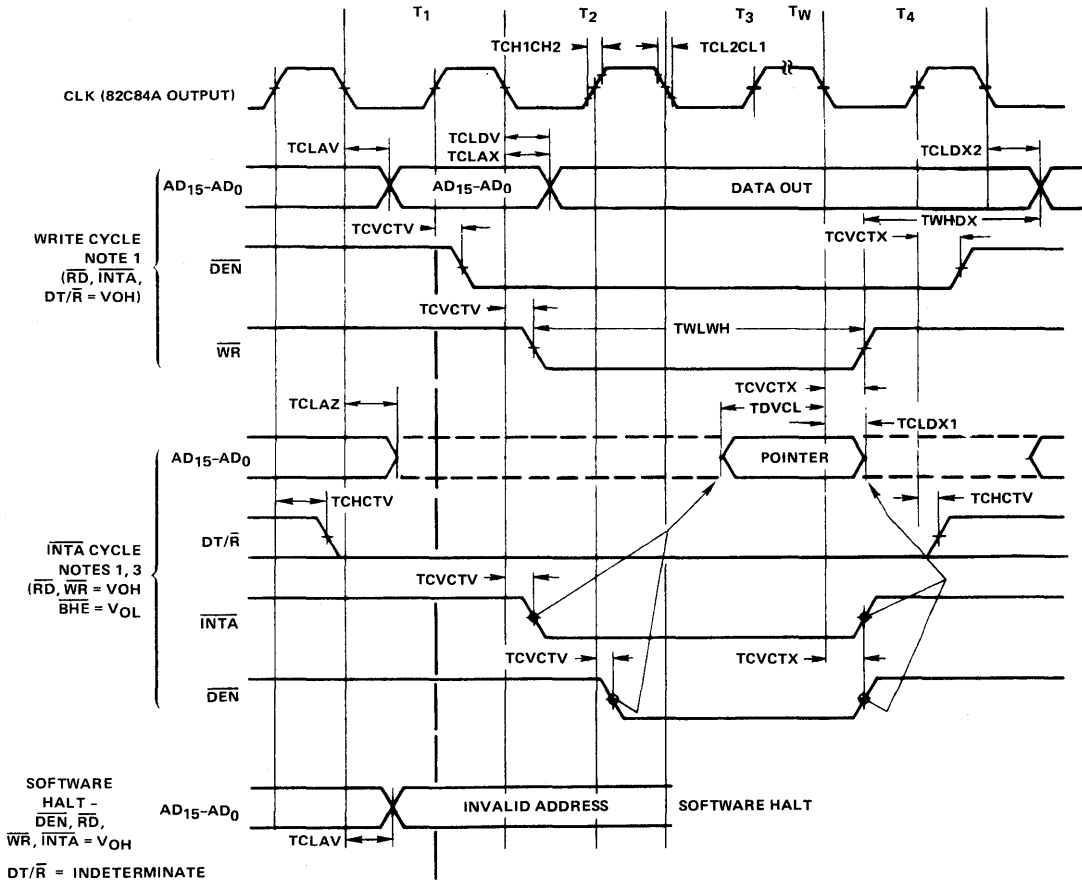 T1 T2 T3 TW T4
TCH1CH2 TCL2CL1
CLK (82C84A OUTPUT)
TCLAV TCLDV TCLDX2
TCLAX
AD15-AD0 AD15-AD0 DATA OUT
TWHDX
TCVCTV TCVCTX
WRITE CYCLE
NOTE 1
(RD, INTA,
DT/R = VOH)
DEN
TCVCTV TWLWH
WR
TCVCTX
TCLAZ TDVCL
TCLDX1
AD15-AD0 POINTER
TCHCTV TCHCTV
DT/R
INTA CYCLE
NOTES 1, 3
(RD, WR = VOH
BHE = VOL
TCVCTV
INTA
TCVCTV TCVCTX
DEN
SOFTWARE
HALT -
DEN, RD,
WR, INTA = VOH
AD15-AD0 INVALID ADDRESS SOFTWARE HALT
TCLAV
DT/R = INDETERMINATE